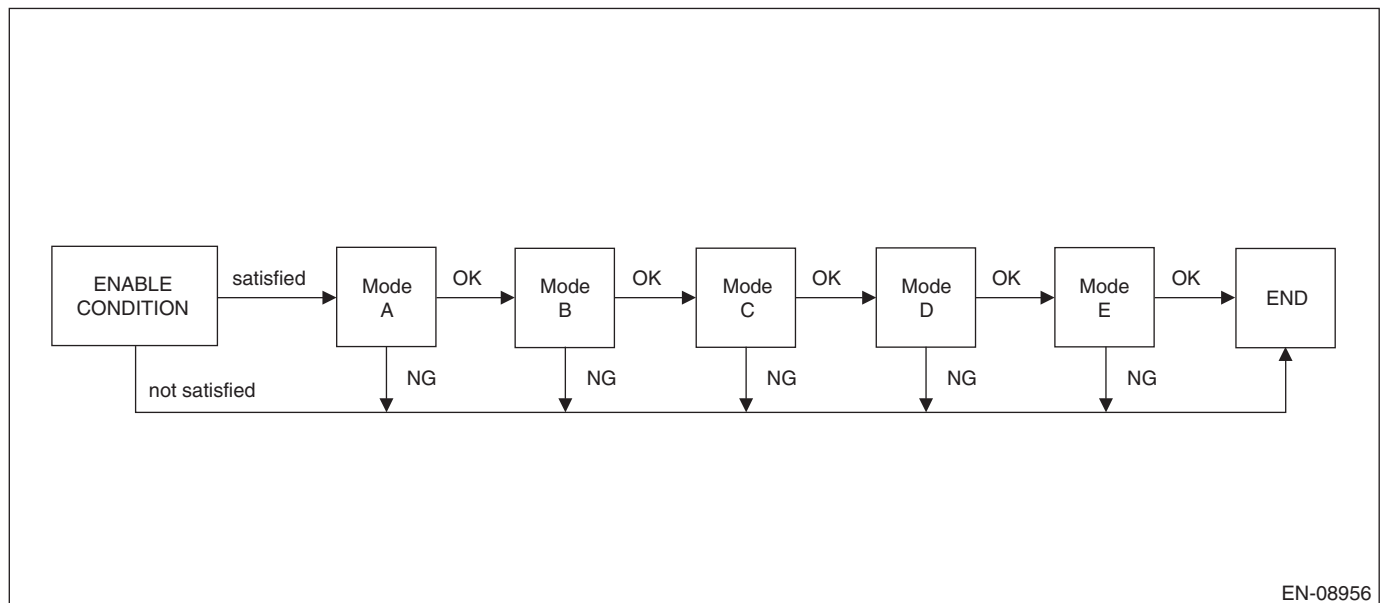 ENABLE
CONDITION
satisfied
Mode
A
OK
Mode
B
OK
Mode
C
OK
Mode
D
OK
Mode
E
OK
END
not satisfied
NG
NG
NG
NG
NG
EN-08956